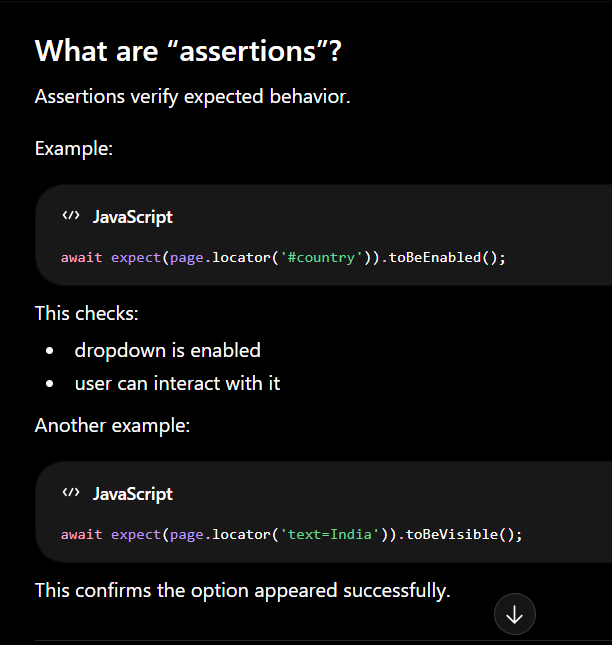 What are “assertions”?
Assertions verify expected behavior.
Example:
</> JavaScript
await expect(page.locator('#country')).toBeEnabled();
This checks:
• dropdown is enabled
• user can interact with it
Another example:
</> JavaScript
await expect(page.locator('text=India')).toBeVisible();
This confirms the option appeared successfully.